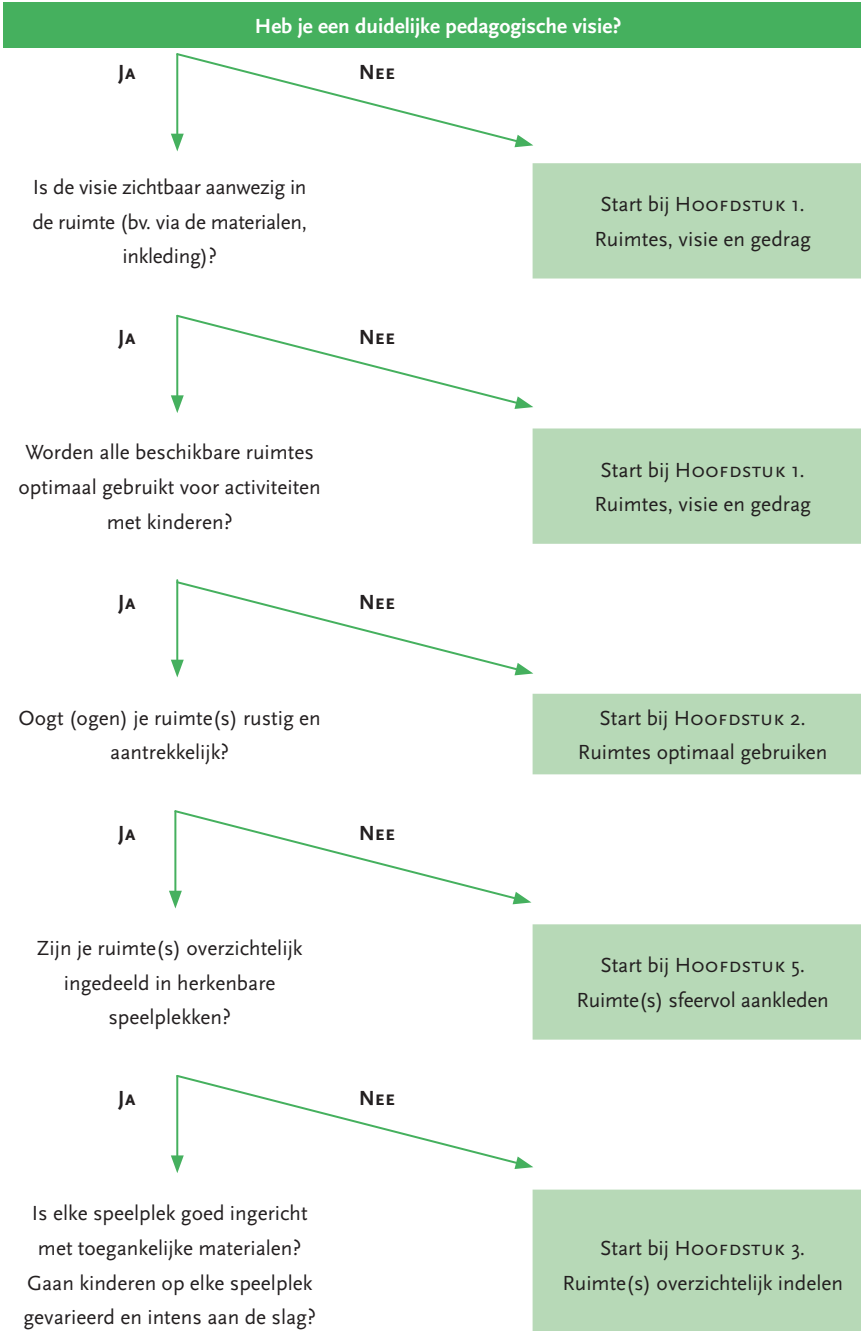 Heb je een duidelijke pedagogische visie?
Ja
Nee
Is de visie zichtbaar aanwezig in
de ruimte (bv. via de materialen,
inkleding)?
Start bij Hoofdstuk 1.
Ruimtes, visie en gedrag
Ja
Nee
Worden alle beschikbare ruimtes
optimaal gebruikt voor activiteiten
met kinderen?
Start bij Hoofdstuk 1.
Ruimtes, visie en gedrag
Ja
Nee
Oogt (ogen) je ruimte(s) rustig en
aantrekkelijk?
Start bij Hoofdstuk 2.
Ruimtes optimaal gebruiken
Ja
Nee
Zijn je ruimte(s) overzichtelijk
ingedeeld in herkenbare
speelplekken?
Start bij Hoofdstuk 5.
Ruimte(s) sfeervol aankleden
Ja
Nee
Is elke speelplek goed ingericht
met toegankelijke materialen?
Gaan kinderen op elke speelplek
gevarieerd en intens aan de slag?
Start bij Hoofdstuk 3.
Ruimte(s) overzichtelijk indelen